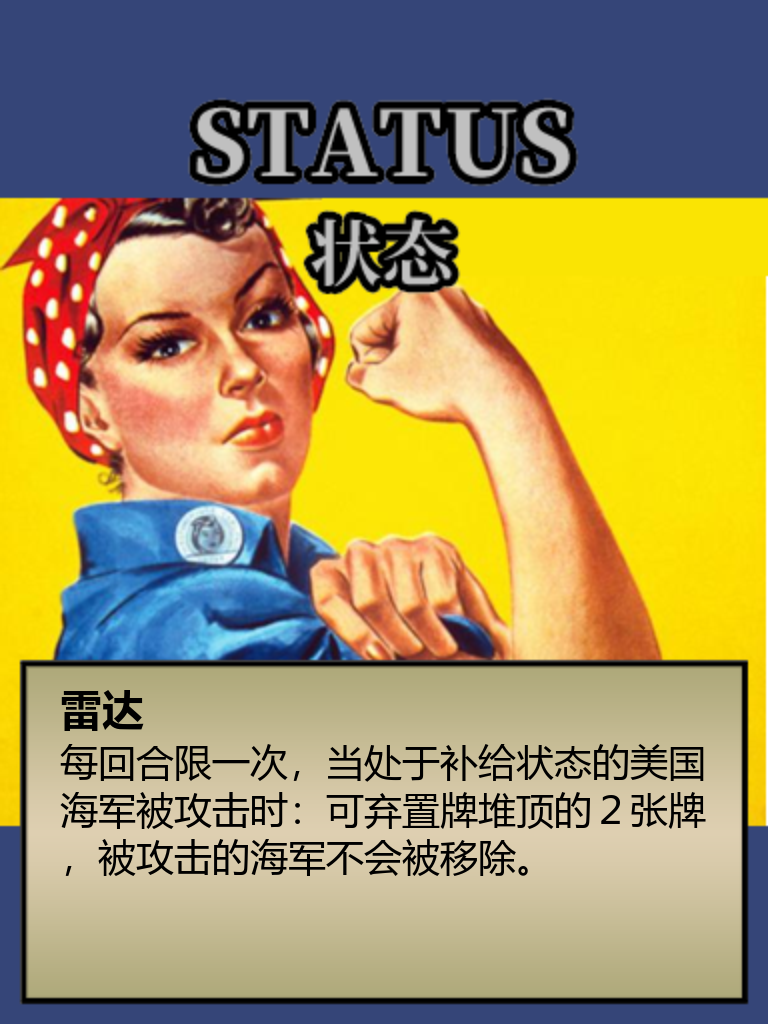 STATUS
状态
雷达
每回合限一次，当处于补给状态的美国
海军被攻击时：可弃置牌堆顶的２张牌
，被攻击的海军不会被移除。